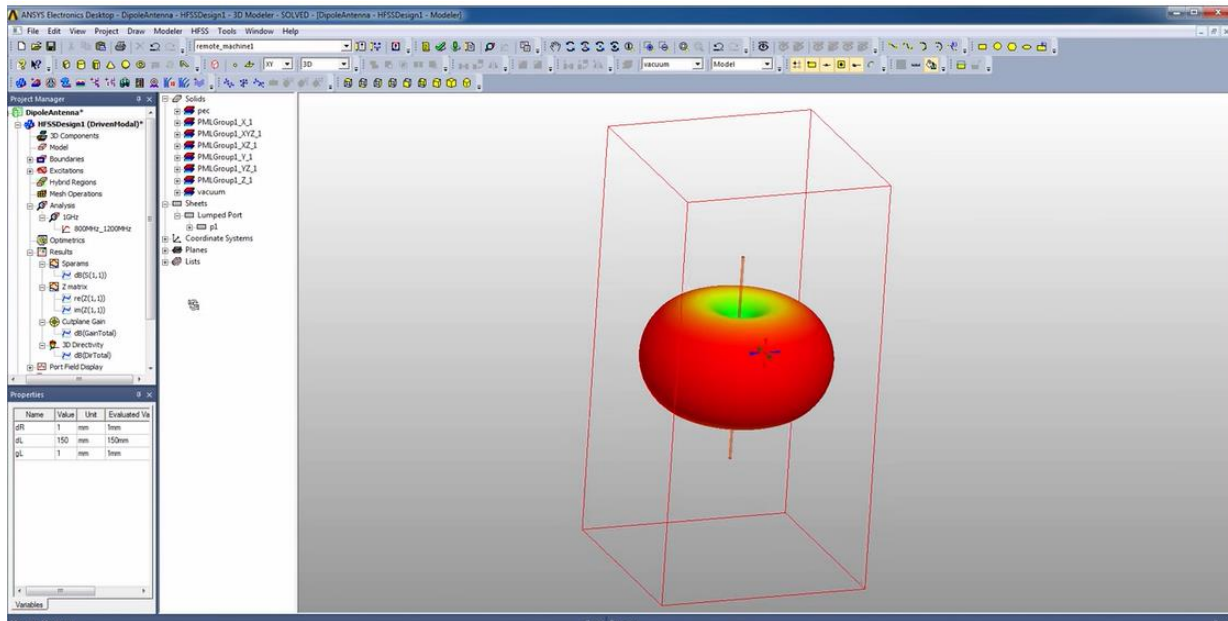 ANSYS Electronics Desktop - DipoleAntenna - HFSSDesign1 - 3D Modeler - SOLVED - [DipoleAntenna - HFSSDesign1 - Modeler]
File Edit View Project Draw Modeler HFSS Tools Window Help
remote_machine1
XY 3D vacuum Model
Project Manager
DipoleAntenna*
HFSSDesign1 (DrivenModal)*
3D Components
Model
Boundaries
Excitations
Hybrid Regions
Mesh Operations
Analysis
1GHz
800MHz_1200MHz
Optimetrics
Results
Sparams
dB(S(1,1))
Z matrix
re(Z(1,1))
im(Z(1,1))
Cutplane Gain
dB(GainTotal)
3D Directivity
dB(DirTotal)
Port Field Display
Solids
pec
PMLGroup1_X_1
PMLGroup1_XYZ_1
PMLGroup1_XZ_1
PMLGroup1_Y_1
PMLGroup1_YZ_1
PMLGroup1_Z_1
vacuum
Sheets
Lumped Port
p1
Coordinate Systems
Planes
Lists
Properties
Name Value Unit Evaluated Va
dR 1 mm 1mm
dL 150 mm 150mm
gL 1 mm 1mm
Variables